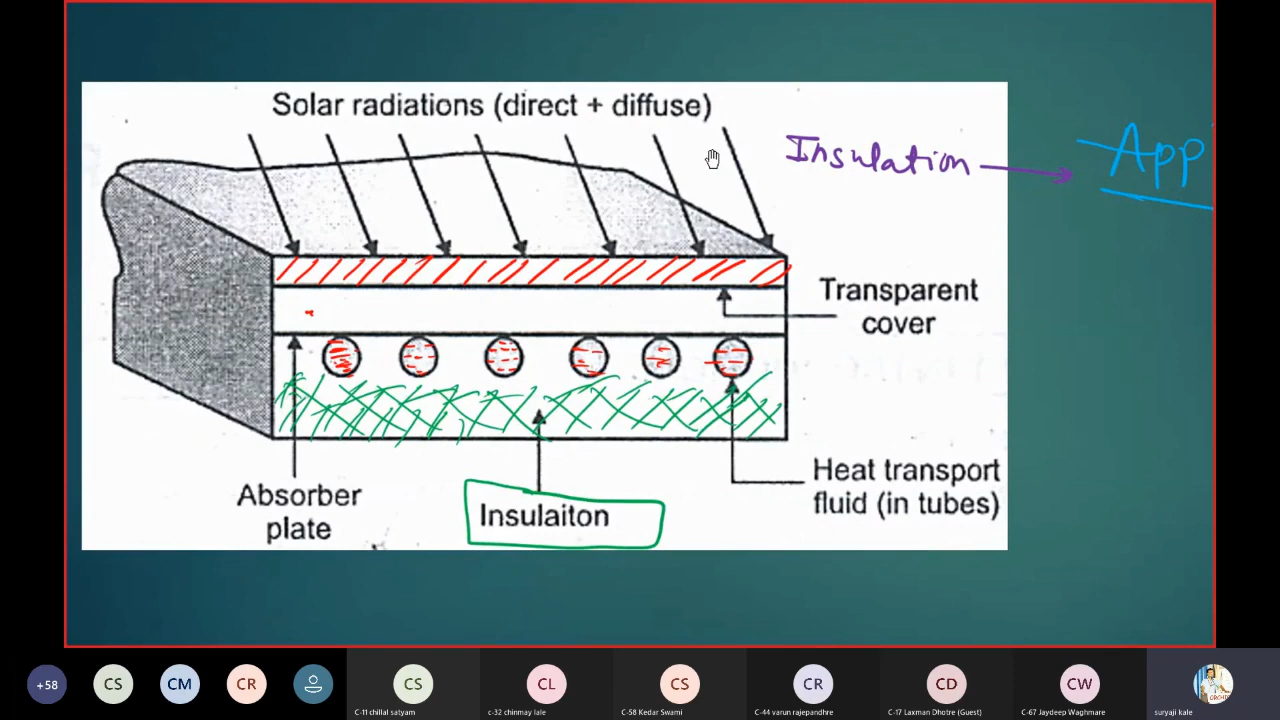 Solar radiations (direct + diffuse)
Insulation
App
Transparent
cover
Absorber
plate
Insulaiton
Heat transport
fluid (in tubes)
+58
CS
CM
CR
CS
CL
CS
CR
CD
CW
C-11 chillal satyam
c-32 chinmay lale
C-58 Kedar Swami
C-44 varun rajepandhre
C-17 Laxman Dhotre (Guest)
C-67 Jaydeep Waghmare
suryaji kale